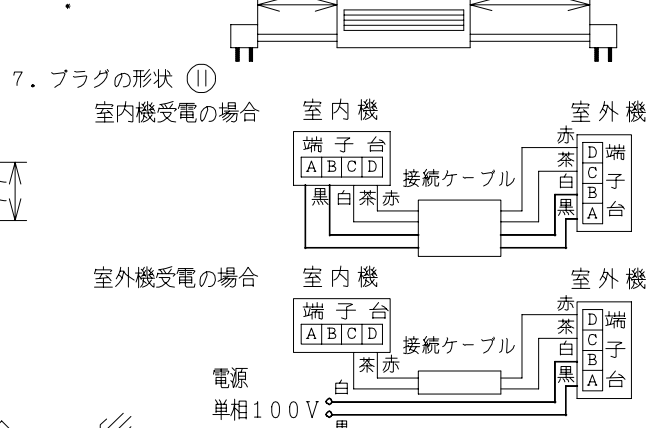 7. プラグの形状 ⑪
室内機受電の場合
室内機
室外機
端子台
A B C D
黒 白 茶 赤
接続ケーブル
赤 D 端
茶 C 子
白 B
黒 A 台
室外機受電の場合
室内機
室外機
端子台
A B C D
茶 赤
接続ケーブル
赤 D 端
茶 C 子
白 B
黒 A 台
電源
単相100V
白
黒